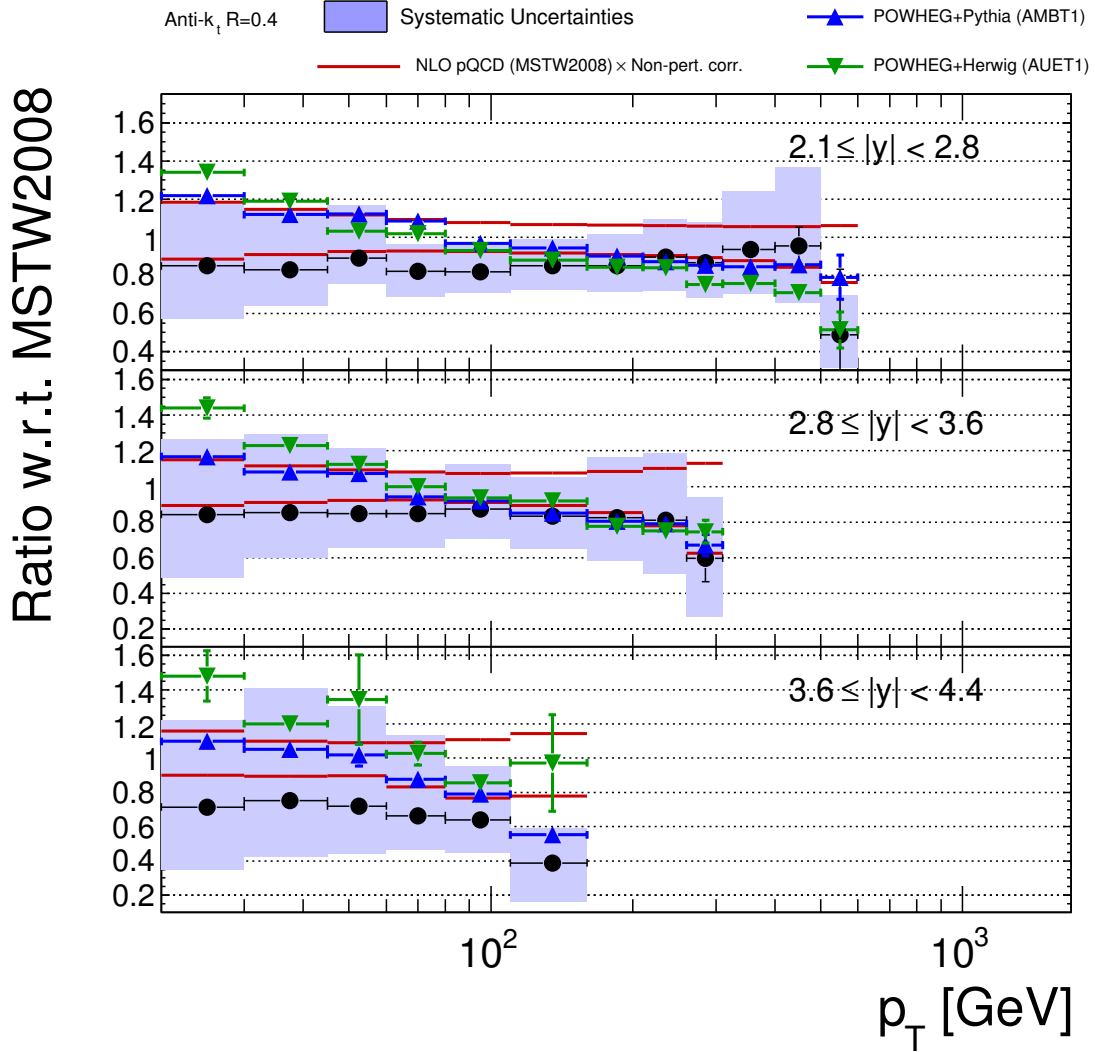 Anti-k_t R=0.4
Systematic Uncertainties
POWHEG+Pythia (AMBT1)
NLO pQCD (MSTW2008) × Non-pert. corr.
POWHEG+Herwig (AUET1)
Ratio w.r.t. MSTW2008
2.1 ≤ |y| < 2.8
1.6
1.4
1.2
1
0.8
0.6
0.4
2.8 ≤ |y| < 3.6
1.6
1.4
1.2
1
0.8
0.6
0.4
0.2
3.6 ≤ |y| < 4.4
1.6
1.4
1.2
1
0.8
0.6
0.4
0.2
10² 10³
p_T [GeV]